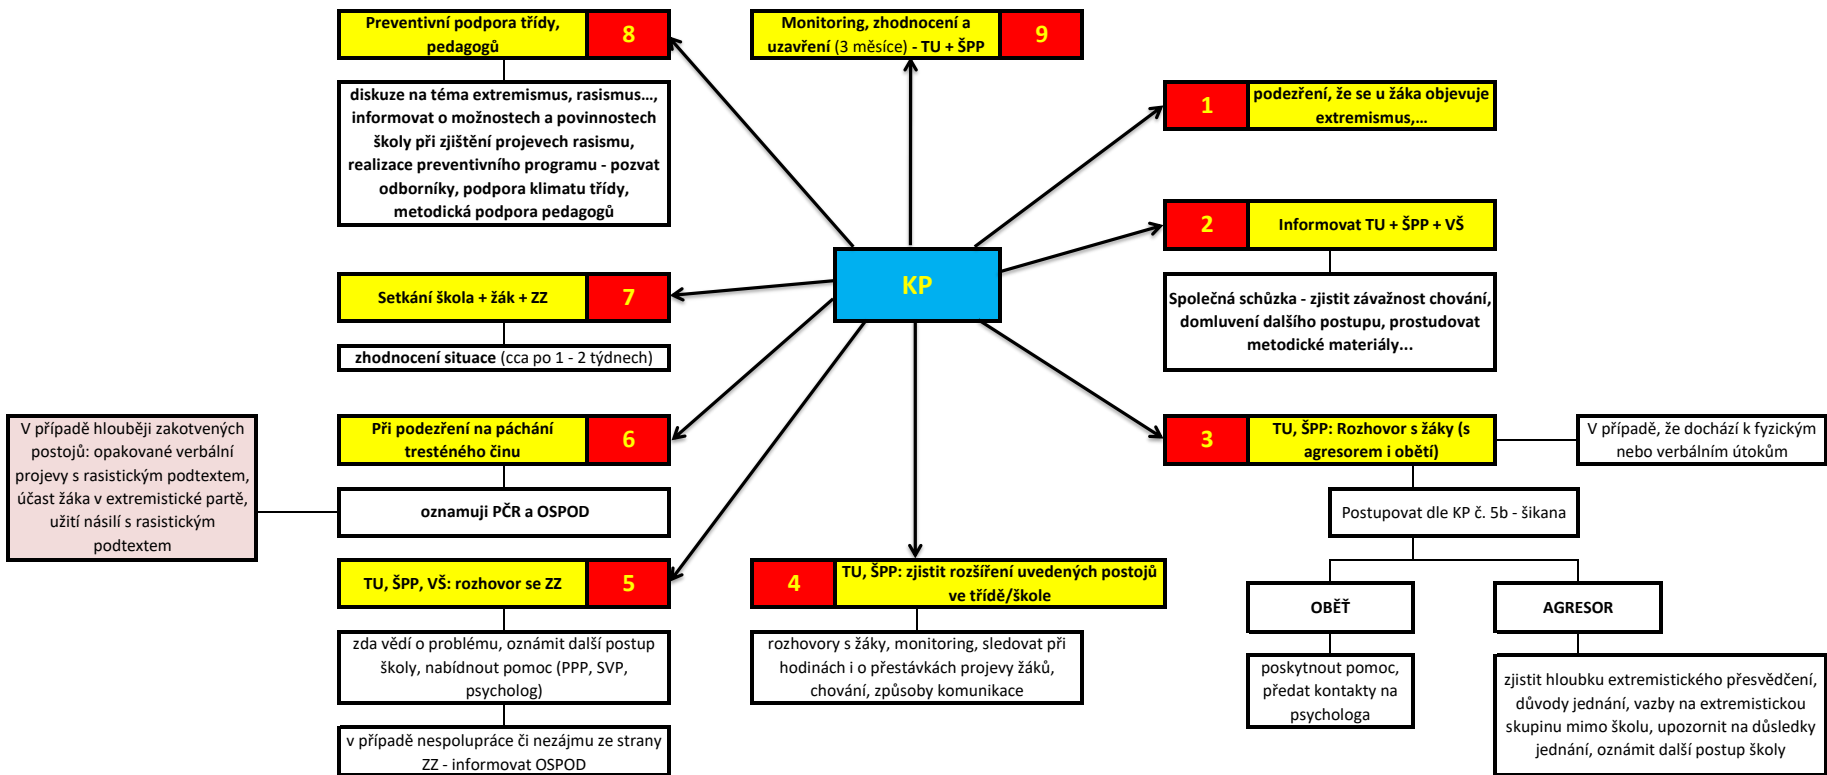 Preventivní podpora třídy,
pedagogů
8
diskuze na téma extremismus, rasismus…,
informovat o možnostech a povinnostech
školy při zjištění projevech rasismu,
realizace preventivního programu - pozvat
odborníky, podpora klimatu třídy,
metodická podpora pedagogů
Monitoring, zhodnocení a
uzavření (3 měsíce) - TU + ŠPP
9
1
podezření, že se u žáka objevuje
extremismus,…
2
Informovat TU + ŠPP + VŠ
Společná schůzka - zjistit závažnost chování,
domluvení dalšího postupu, prostudovat
metodické materiály...
KP
Setkání škola + žák + ZZ
7
zhodnocení situace (cca po 1 - 2 týdnech)
V případě hlouběji zakotvených
postojů: opakované verbální
projevy s rasistickým podtextem,
účast žáka v extremistické partě,
užití násilí s rasistickým
podtextem
Při podezření na páchání
tresténého činu
6
oznamuji PČR a OSPOD
3
TU, ŠPP: Rozhovor s žáky (s
agresorem i obětí)
V případě, že dochází k fyzickým
nebo verbálním útokům
Postupovat dle KP č. 5b - šikana
OBĚŤ
AGRESOR
poskytnout pomoc,
předat kontakty na
psychologa
zjistit hloubku extremistického přesvědčení,
důvody jednání, vazby na extremistickou
skupinu mimo školu, upozornit na důsledky
jednání, oznámit další postup školy
TU, ŠPP, VŠ: rozhovor se ZZ
5
zda vědí o problému, oznámit další postup
školy, nabídnout pomoc (PPP, SVP,
psycholog)
v případě nespolupráce či nezájmu ze strany
ZZ - informovat OSPOD
4
TU, ŠPP: zjistit rozšíření uvedených postojů
ve třídě/škole
rozhovory s žáky, monitoring, sledovat při
hodinách i o přestávkách projevy žáků,
chování, způsoby komunikace